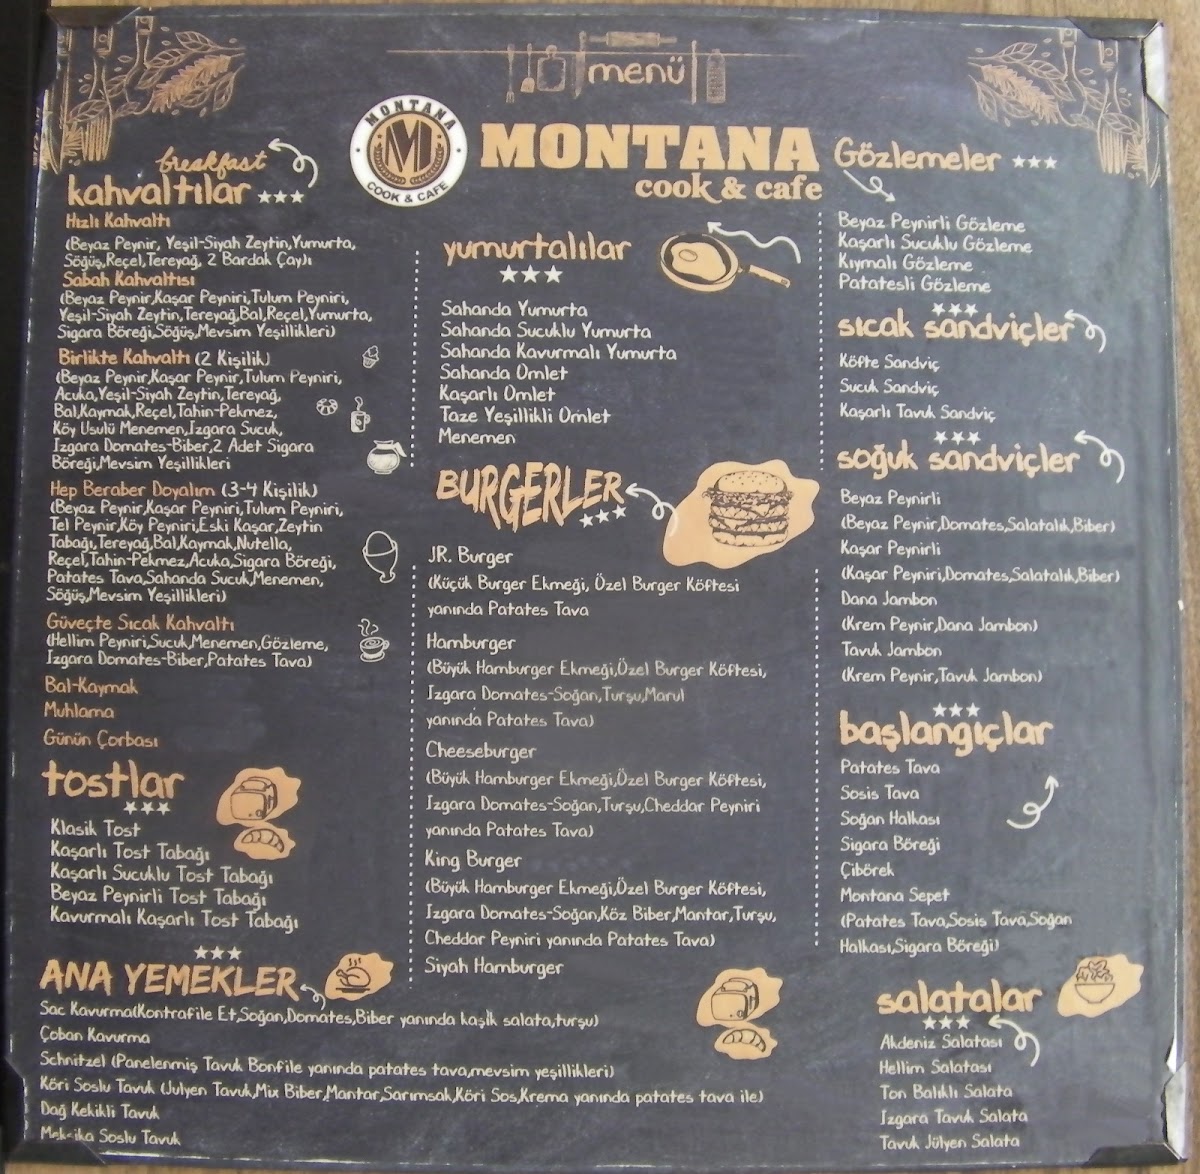 menü
MONTANA
COOK & CAFE
M
MONTANA
cook & cafe
breakfast
kahvaltılar
Hızlı Kahvaltı
(Beyaz Peynir, Yeşil-Siyah Zeytin,Yumurta,
Söğüş,Reçel,Tereyağ, 2 Bardak Çay)ı
Sabah Kahvaltısı
(Beyaz Peynir,Kaşar Peyniri,Tulum Peyniri,
Yeşil-Siyah Zeytin,Tereyağ,Bal,Reçel,Yumurta,
Sigara Böreği,Söğüş,Mevsim Yeşillikleri)
Birlikte Kahvaltı (2 Kişilik)
(Beyaz Peynir,Kaşar Peynir,Tulum Peyniri,
Acuka,Yeşil-Siyah Zeytin,Tereyağ,
Bal,Kaymak,Reçel,Tahin-Pekmez,
Köy Usulü Menemen,Izgara Sucuk,
Izgara Domates-Biber,2 Adet Sigara
Böreği,Mevsim Yeşillikleri
Hep Beraber Doyalım (3-4 Kişilik)
(Beyaz Peynir,Kaşar Peyniri,Tulum Peyniri,
Tel Peynir,Köy Peyniri,Eski Kaşar,Zeytin
Tabağı,Tereyağ,Bal,Kaymak,Nutella,
Reçel,Tahin-Pekmez,Acuka,Sigara Böreği,
Patates Tava,Sahanda Sucuk,Menemen,
Söğüş,Mevsim Yeşillikleri)
Güveçte Sıcak Kahvaltı
(Hellim Peyniri,Sucuk,Menemen,Gözleme,
Izgara Domates-Biber,Patates Tava)
Bal-Kaymak
Muhlama
Günün Çorbası
tostlar
Klasik Tost
Kaşarlı Tost Tabağı
Kaşarlı Sucuklu Tost Tabağı
Beyaz Peynirli Tost Tabağı
Kavurmalı Kaşarlı Tost Tabağı
ANA YEMEKLER
Sac Kavurma(Kontrafile Et,Soğan,Domates,Biber yanında kaşık salata,turşu)
Çoban Kavurma
Schnitzel (Panelenmiş Tavuk Bonfile yanında patates tava,mevsim yeşillikleri)
Köri Soslu Tavuk (Julyen Tavuk,Mix Biber,Mantar,Sarımsak,Köri Sos,Krema yanında patates tava ile)
Dağ Kekikli Tavuk
Meksika Soslu Tavuk
yumurtalılar
Sahanda Yumurta
Sahanda Sucuklu Yumurta
Sahanda Kavurmalı Yumurta
Sahanda Omlet
Kaşarlı Omlet
Taze Yeşillikli Omlet
Menemen
BURGERLER
JR. Burger
(Küçük Burger Ekmeği, Özel Burger Köftesi
yanında Patates Tava
Hamburger
(Büyük Hamburger Ekmeği,Özel Burger Köftesi,
Izgara Domates-Soğan,Turşu,Marul
yanında Patates Tava)
Cheeseburger
(Büyük Hamburger Ekmeği,Özel Burger Köftesi,
Izgara Domates-Soğan,Turşu,Cheddar Peyniri
yanında Patates Tava)
King Burger
(Büyük Hamburger Ekmeği,Özel Burger Köftesi,
Izgara Domates-Soğan,Köz Biber,Mantar,Turşu,
Cheddar Peyniri yanında Patates Tava)
Siyah Hamburger
Gözlemeler
Beyaz Peynirli Gözleme
Kaşarlı Sucuklu Gözleme
Kıymalı Gözleme
Patatesli Gözleme
sıcak sandviçler
Köfte Sandviç
Sucuk Sandviç
Kaşarlı Tavuk Sandviç
soğuk sandviçler
Beyaz Peynirli
(Beyaz Peynir,Domates,Salatalık,Biber)
Kaşar Peynirli
(Kaşar Peyniri,Domates,Salatalık,Biber)
Dana Jambon
(Krem Peynir,Dana Jambon)
Tavuk Jambon
(Krem Peynir,Tavuk Jambon)
başlangıçlar
Patates Tava
Sosis Tava
Soğan Halkası
Sigara Böreği
Çibörek
Montana Sepet
(Patates Tava,Sosis Tava,Soğan
Halkası,Sigara Böreği)
salatalar
Akdeniz Salatası
Hellim Salatası
Ton Balıklı Salata
Izgara Tavuk Salata
Tavuk Jülyen Salata